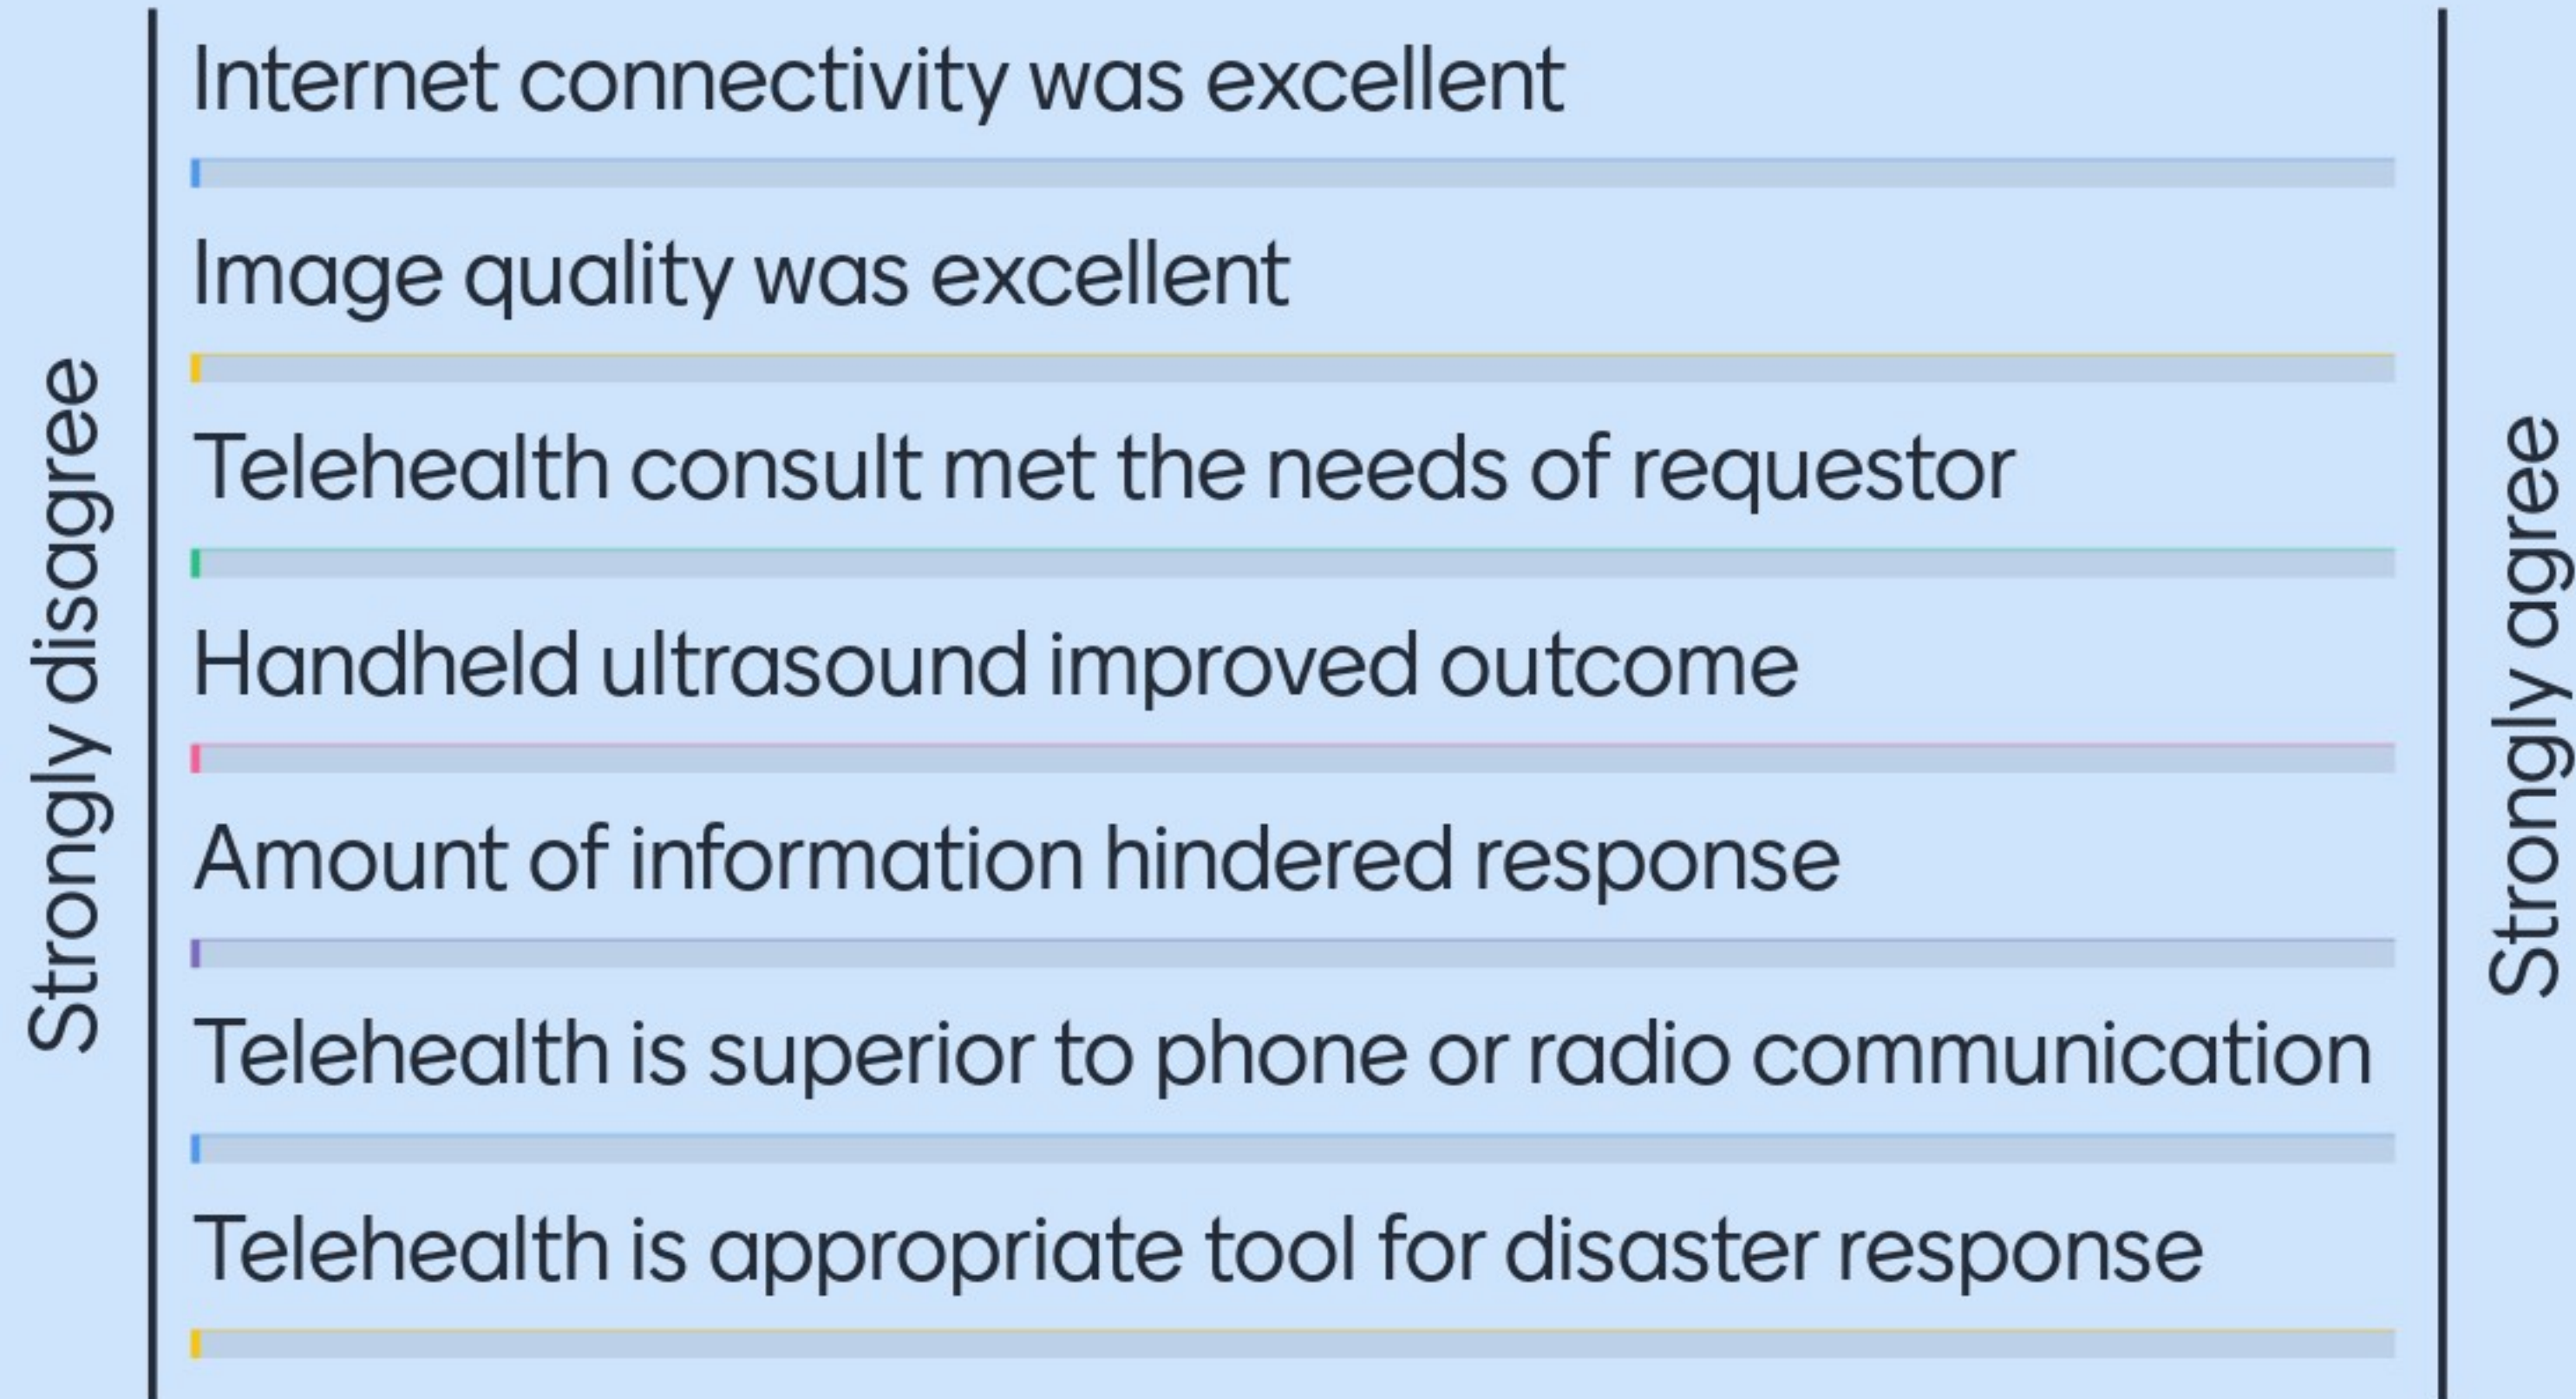 Strongly disagree
Internet connectivity was excellent
Image quality was excellent
Telehealth consult met the needs of requestor
Handheld ultrasound improved outcome
Amount of information hindered response
Telehealth is superior to phone or radio communication
Telehealth is appropriate tool for disaster response
Strongly agree